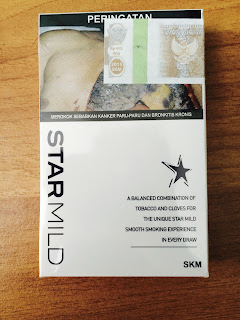 PERINGATAN
MEROKOK SEBABKAN KANKER PARU-PARU DAN BRONKITIS KRONIS
STAR MILD
A BALANCED COMBINATION OF
TOBACCO AND CLOVES FOR
THE UNIQUE STAR MILD
SMOOTH SMOKING EXPERIENCE
IN EVERY DRAW
SKM